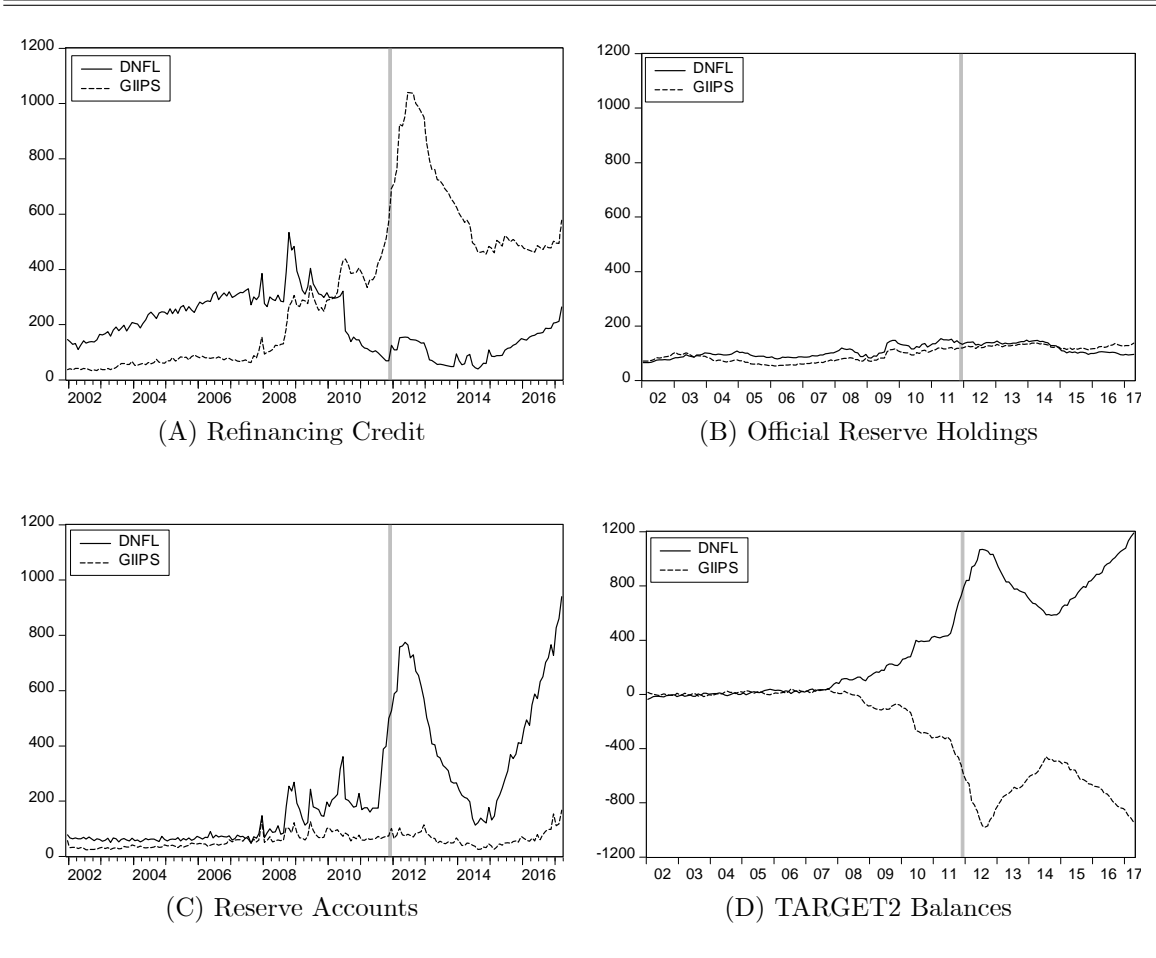 1200
1000
800
600
400
200
0
DNFL
GIIPS
2002 2004 2006 2008 2010 2012 2014 2016
(A) Refinancing Credit
1200
1000
800
600
400
200
0
DNFL
GIIPS
02 03 04 05 06 07 08 09 10 11 12 13 14 15 16 17
(B) Official Reserve Holdings
1200
1000
800
600
400
200
0
DNFL
GIIPS
2002 2004 2006 2008 2010 2012 2014 2016
(C) Reserve Accounts
1200
800
400
0
-400
-800
-1200
DNFL
GIIPS
02 03 04 05 06 07 08 09 10 11 12 13 14 15 16 17
(D) TARGET2 Balances